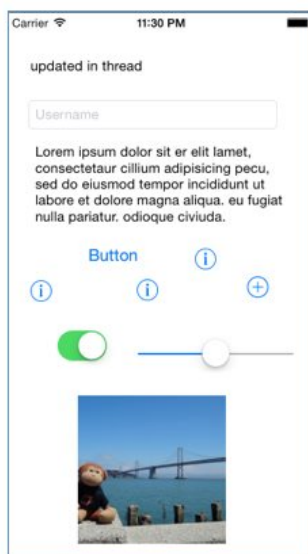 Carrier 11:30 PM
updated in thread
Username
Lorem ipsum dolor sit er elit lamet,
consectetaur cillium adipisicing pecu,
sed do eiusmod tempor incididunt ut
labore et dolore magna aliqua. eu fugiat
nulla pariatur. odioque civiuda.
Button